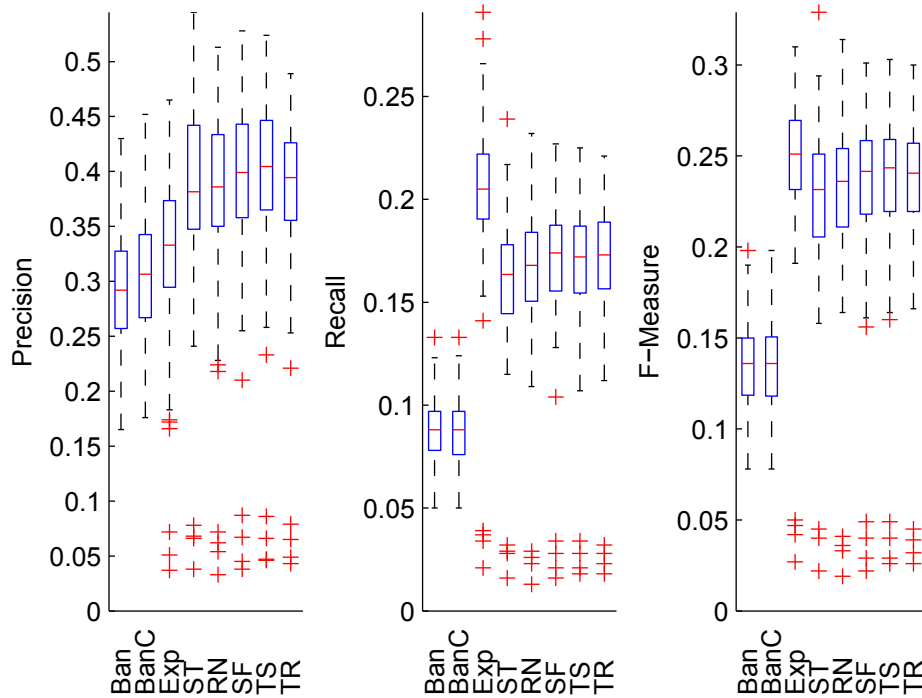 Precision
0.5
0.45
0.4
0.35
0.3
0.25
0.2
0.15
0.1
0.05
0
Ban
BanC
Exp
ST
RN
SF
TS
TR
Recall
0.25
0.2
0.15
0.1
0.05
0
Ban
BanC
Exp
ST
RN
SF
TS
TR
F-Measure
0.3
0.25
0.2
0.15
0.1
0.05
0
Ban
BanC
Exp
ST
RN
SF
TS
TR